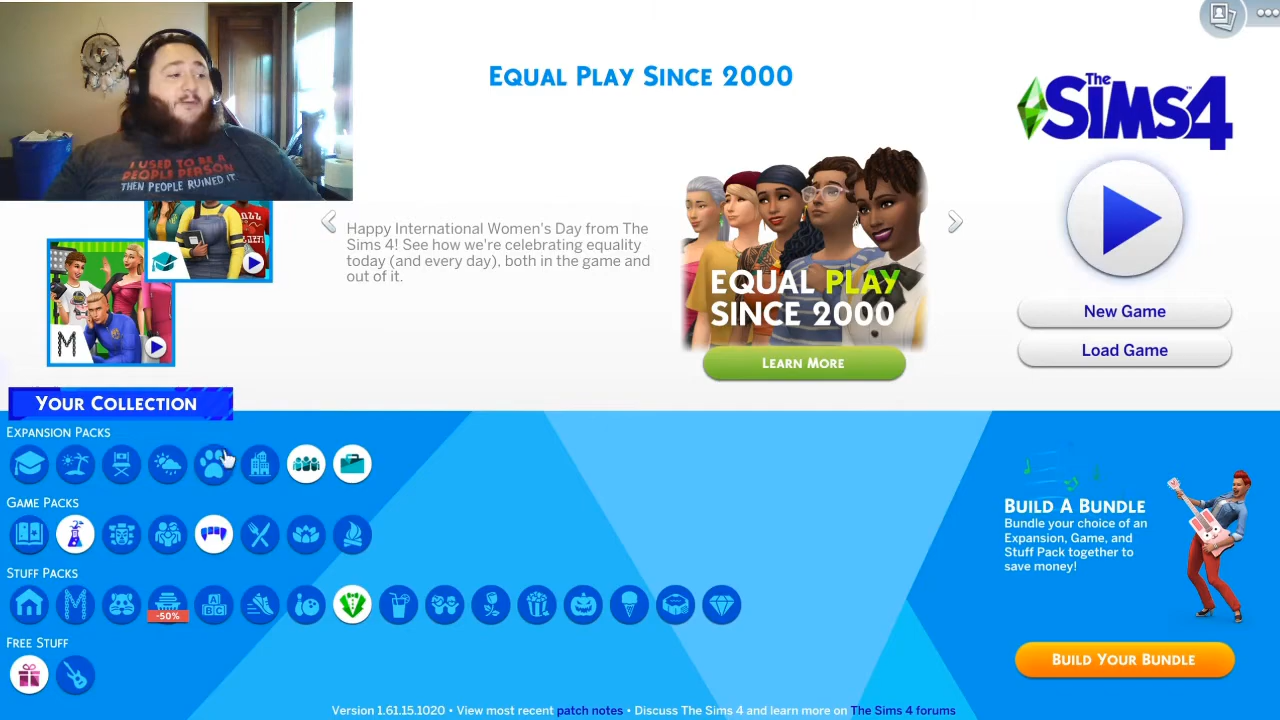 I USED TO BE A
PEOPLE PERSON
THEN PEOPLE RUINED IT
EQUAL PLAY SINCE 2000
Happy International Women's Day from The
Sims 4! See how we're celebrating equality
today (and every day), both in the game and
out of it.
EQUAL PLAY
SINCE 2000
LEARN MORE
THE
SIMS 4
New Game
Load Game
M
YOUR COLLECTION
EXPANSION PACKS
GAME PACKS
STUFF PACKS
M
A B
B C
-50%
FREE STUFF
BUILD A BUNDLE
Bundle your choice of an
Expansion, Game, and
Stuff Pack together to
save money!
BUILD YOUR BUNDLE
Version 1.61.15.1020 • View most recent patch notes • Discuss The Sims 4 and learn more on The Sims 4 forums